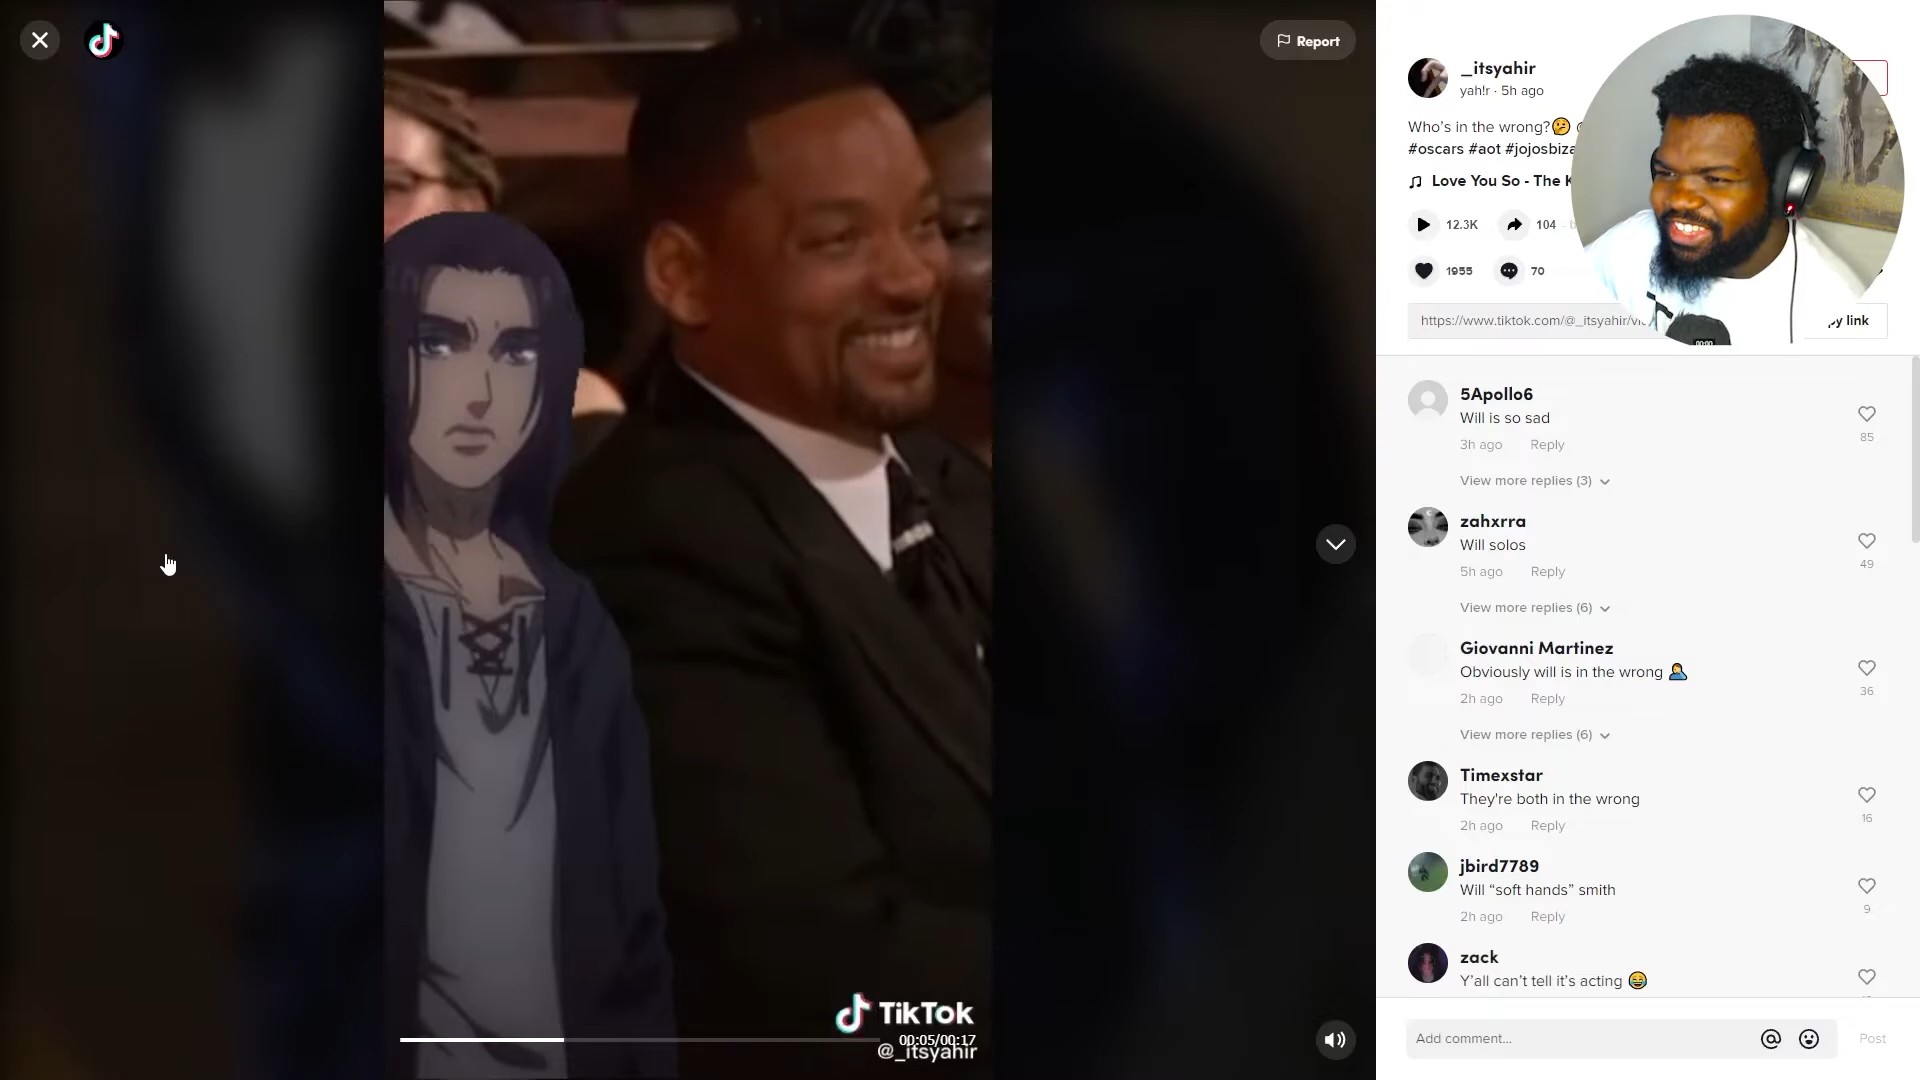 Report
_itsyahir
yah!r · 5h ago
Who's in the wrong?🤔
#oscars #aot #jojosbiza
Love You So - The K
12.3K
104
1955
70
https://www.tiktok.com/@_itsyahir/vi
py link
5Apollo6
Will is so sad
3h ago Reply
85
View more replies (3)
zahxrra
Will solos
5h ago Reply
49
View more replies (6)
Giovanni Martinez
Obviously will is in the wrong 🤦‍♂️
2h ago Reply
36
View more replies (6)
Timexstar
They're both in the wrong
2h ago Reply
16
jbird7789
Will “soft hands” smith
2h ago Reply
9
zack
Y'all can't tell it's acting 😂
TikTok
00:05/00:17
@_itsyahir
Add comment...
Post